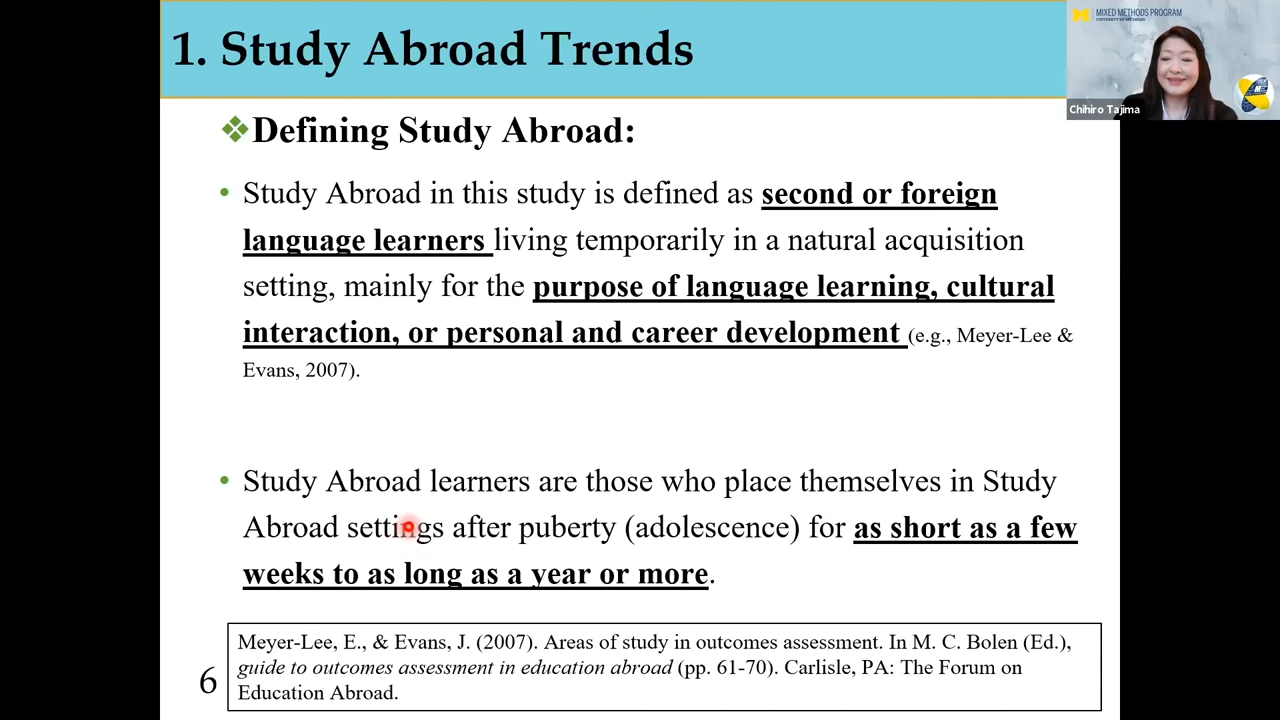 1. Study Abroad Trends
MIXED METHODS PROGRAM
UNIVERSITY OF MICHIGAN
Chihiro Tajima
❖Defining Study Abroad:
• Study Abroad in this study is defined as second or foreign
language learners living temporarily in a natural acquisition
setting, mainly for the purpose of language learning, cultural
interaction, or personal and career development (e.g., Meyer-Lee &
Evans, 2007).
• Study Abroad learners are those who place themselves in Study
Abroad settings after puberty (adolescence) for as short as a few
weeks to as long as a year or more.
Meyer-Lee, E., & Evans, J. (2007). Areas of study in outcomes assessment. In M. C. Bolen (Ed.),
guide to outcomes assessment in education abroad (pp. 61-70). Carlisle, PA: The Forum on
Education Abroad.
6